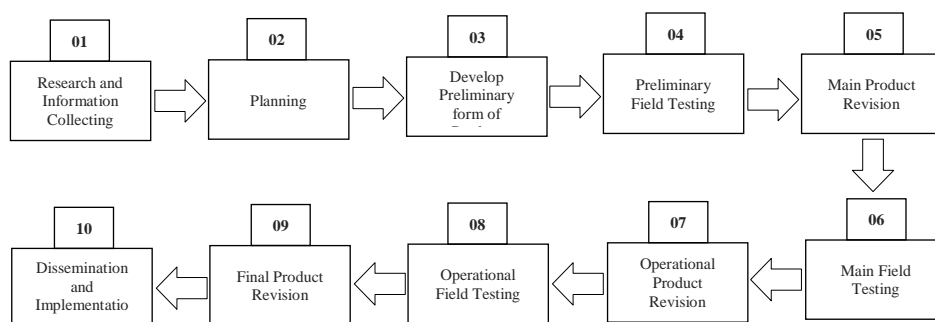 01
Research and
Information
Collecting
02
Planning
03
Develop
Preliminary
form of
04
Preliminary
Field Testing
05
Main Product
Revision
06
Main Field
Testing
07
Operational
Product
Revision
08
Operational
Field Testing
09
Final Product
Revision
10
Dissemination
and
Implementatio